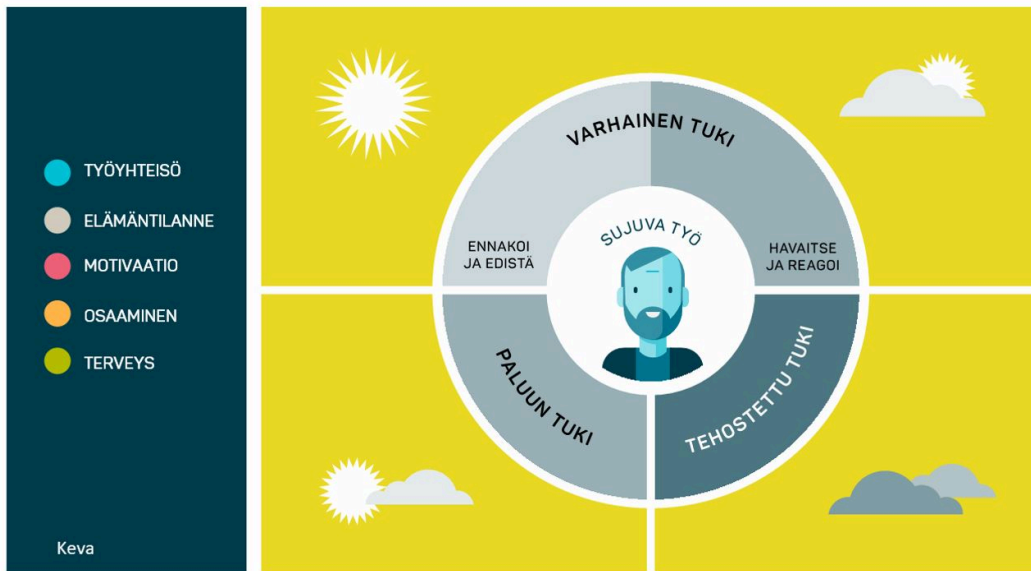 TYÖYHTEISÖ
ELÄMÄNTILANNE
MOTIVAATIO
OSAAMINEN
TERVEYS
Keva
VARHAINEN TUKI
SUJUVA TYÖ
ENNAKOI
JA EDISTÄ
HAVAITSE
JA REAGOI
PALUUN TUKI
TEHOSTETTU TUKI